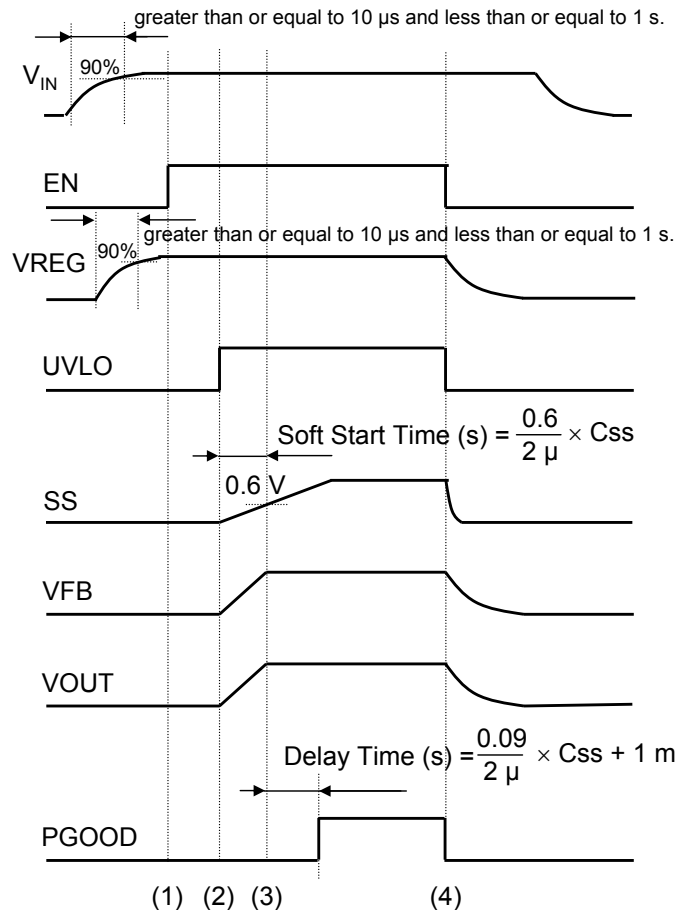 greater than or equal to 10 µs and less than or equal to 1 s.
90%
V_IN
EN
greater than or equal to 10 µs and less than or equal to 1 s.
90%
VREG
UVLO
Soft Start Time (s) = 0.6 / 2 µ × Css
0.6 V
SS
VFB
VOUT
Delay Time (s) = 0.09 / 2 µ × Css + 1 m
PGOOD
(1) (2) (3) (4)